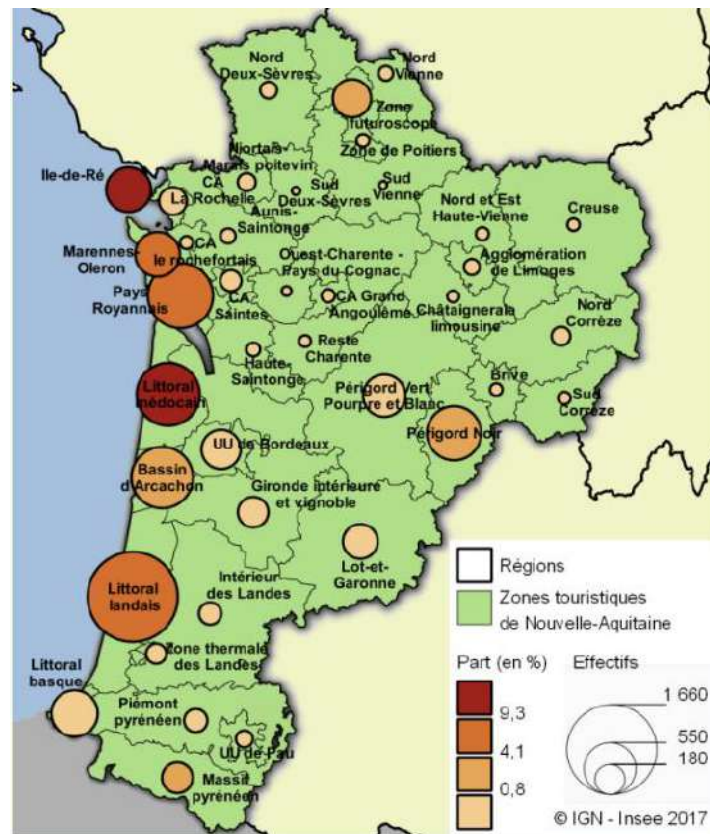 Nord
Deux-Sèvres
Nord
Vienne
Zone
futuroscope
Zone de Poitiers
Niortais-
Marais poitevin
Ile-de-Ré
CA
La Rochelle
Sud
Deux-Sèvres
Sud
Vienne
Nord et Est
Haute-Vienne
Creuse
Aunis-
Saintonge
Marennes-
Oleron
CA
le rochefortais
Ouest-Charente -
Pays du Cognac
Agglomération
de Limoges
Pays
Royannais
CA
Saintes
CA Grand
Angoulême
Châtaigneraie
limousine
Nord
Corrèze
Haute-
Saintonge
Reste
Charente
Littoral
médocain
Périgord Vert
Pourpre et Blanc
Brive
Sud
Corrèze
Périgord Noir
UU de Bordeaux
Bassin
d'Arcachon
Gironde intérieure
et vignoble
Lot-et-
Garonne
Littoral
landais
Intérieur
des Landes
Zone thermale
des Landes
Littoral
basque
Piémont
pyrénéen
UU de Pau
Massif
pyrénéen
Régions
Zones touristiques
de Nouvelle-Aquitaine
Part (en %)
9,3
4,1
0,8
Effectifs
1 660
550
180
© IGN - Insee 2017